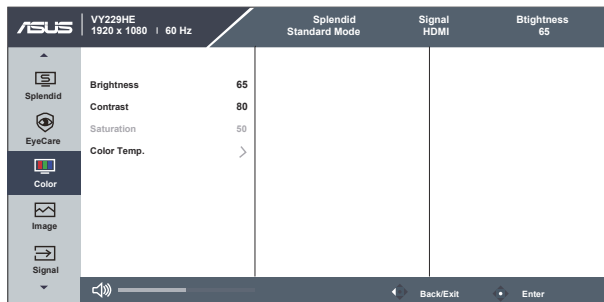 ASUS
VY229HE
1920 x 1080 | 60 Hz
Splendid
Standard Mode
Signal
HDMI
Btightness
65
Splendid
EyeCare
Color
Image
Signal
Brightness 65
Contrast 80
Saturation 50
Color Temp.
Back/Exit
Enter